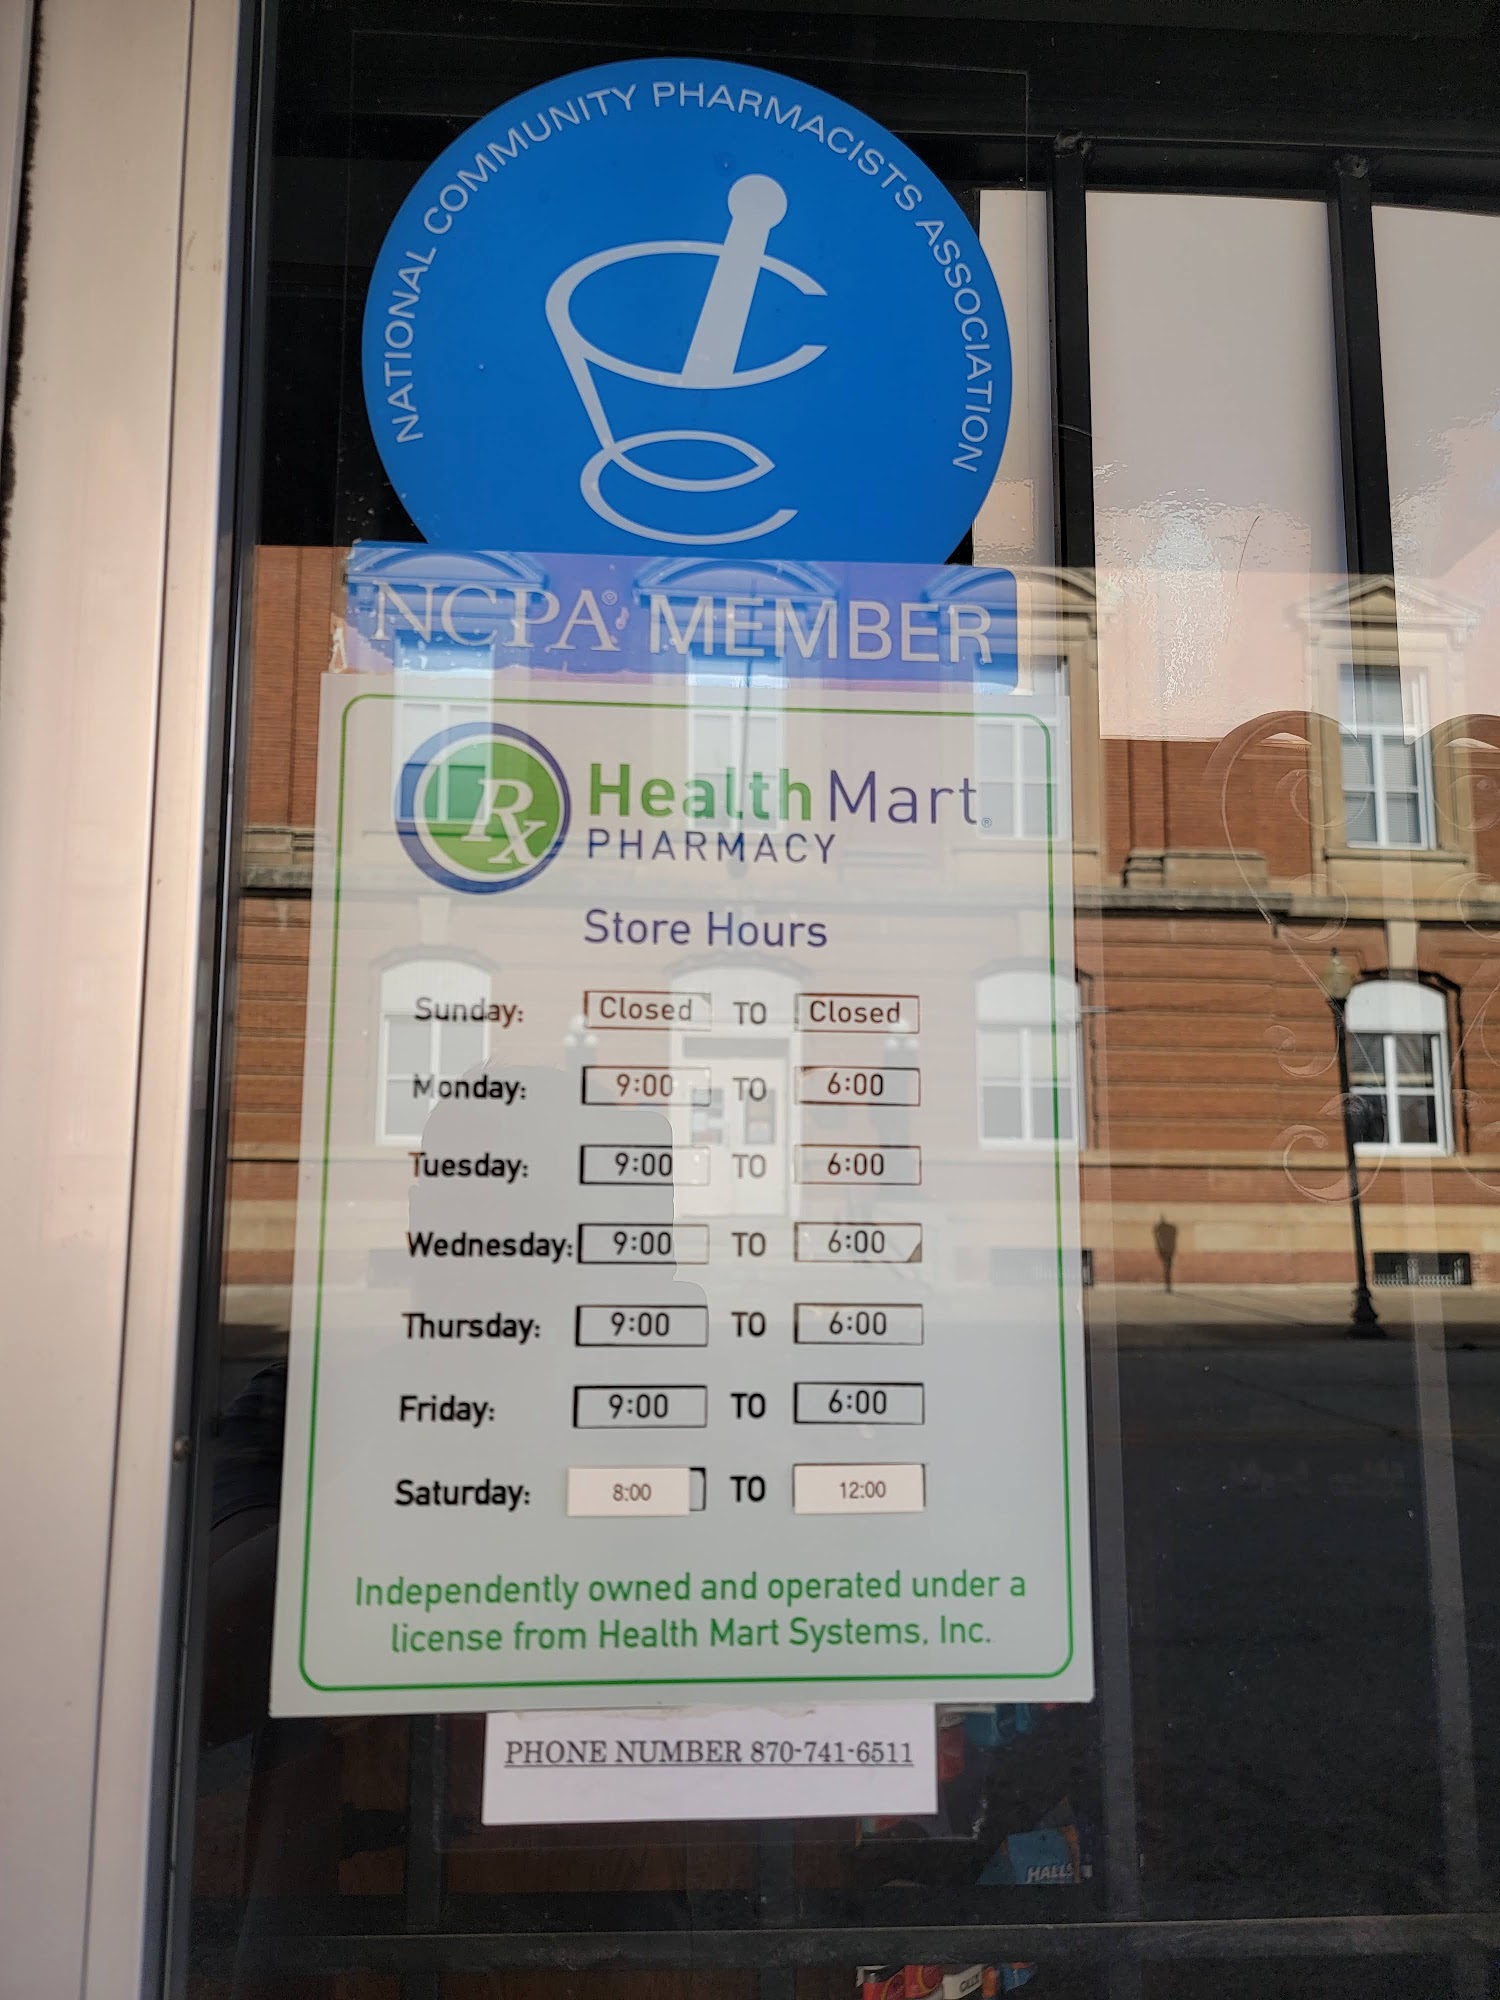 NATIONAL COMMUNITY PHARMACISTS ASSOCIATION
NCPA® MEMBER
Rx
Health Mart®
PHARMACY
Store Hours
Sunday: Closed TO Closed
Monday: 9:00 TO 6:00
Tuesday: 9:00 TO 6:00
Wednesday: 9:00 TO 6:00
Thursday: 9:00 TO 6:00
Friday: 9:00 TO 6:00
Saturday: 8:00 TO 12:00
Independently owned and operated under a
license from Health Mart Systems, Inc.
PHONE NUMBER 870-741-6511
HALLS